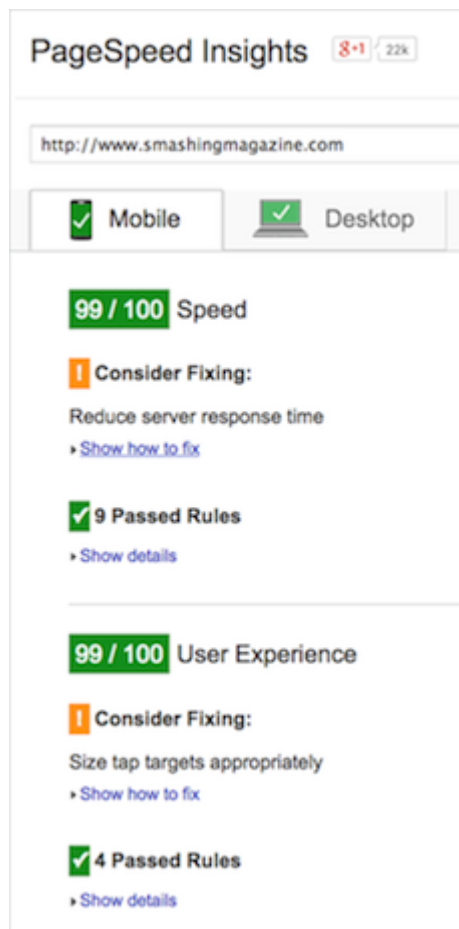 PageSpeed Insights 8+1 22k
http://www.smashingmagazine.com
Mobile Desktop
99 / 100 Speed
! Consider Fixing:
Reduce server response time
Show how to fix
9 Passed Rules
Show details
99 / 100 User Experience
! Consider Fixing:
Size tap targets appropriately
Show how to fix
4 Passed Rules
Show details